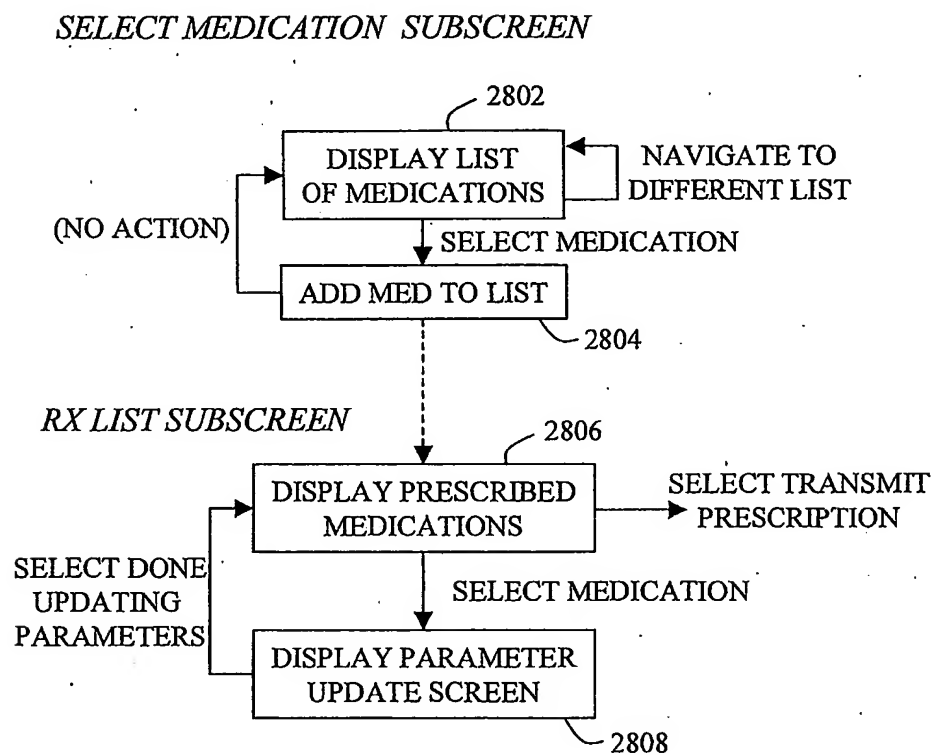 SELECT MEDICATION SUBSCREEN
2802
DISPLAY LIST
OF MEDICATIONS
NAVIGATE TO
DIFFERENT LIST
(NO ACTION)
SELECT MEDICATION
ADD MED TO LIST
2804
RX LIST SUBSCREEN
2806
DISPLAY PRESCRIBED
MEDICATIONS
SELECT TRANSMIT
PRESCRIPTION
SELECT DONE
UPDATING
PARAMETERS
SELECT MEDICATION
DISPLAY PARAMETER
UPDATE SCREEN
2808